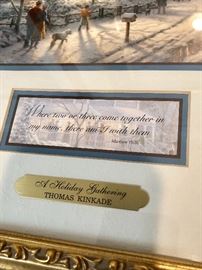 Where two or three come together in
my name, there am I with them.
Matthew 18:20
A Holiday Gathering
THOMAS KINKADE